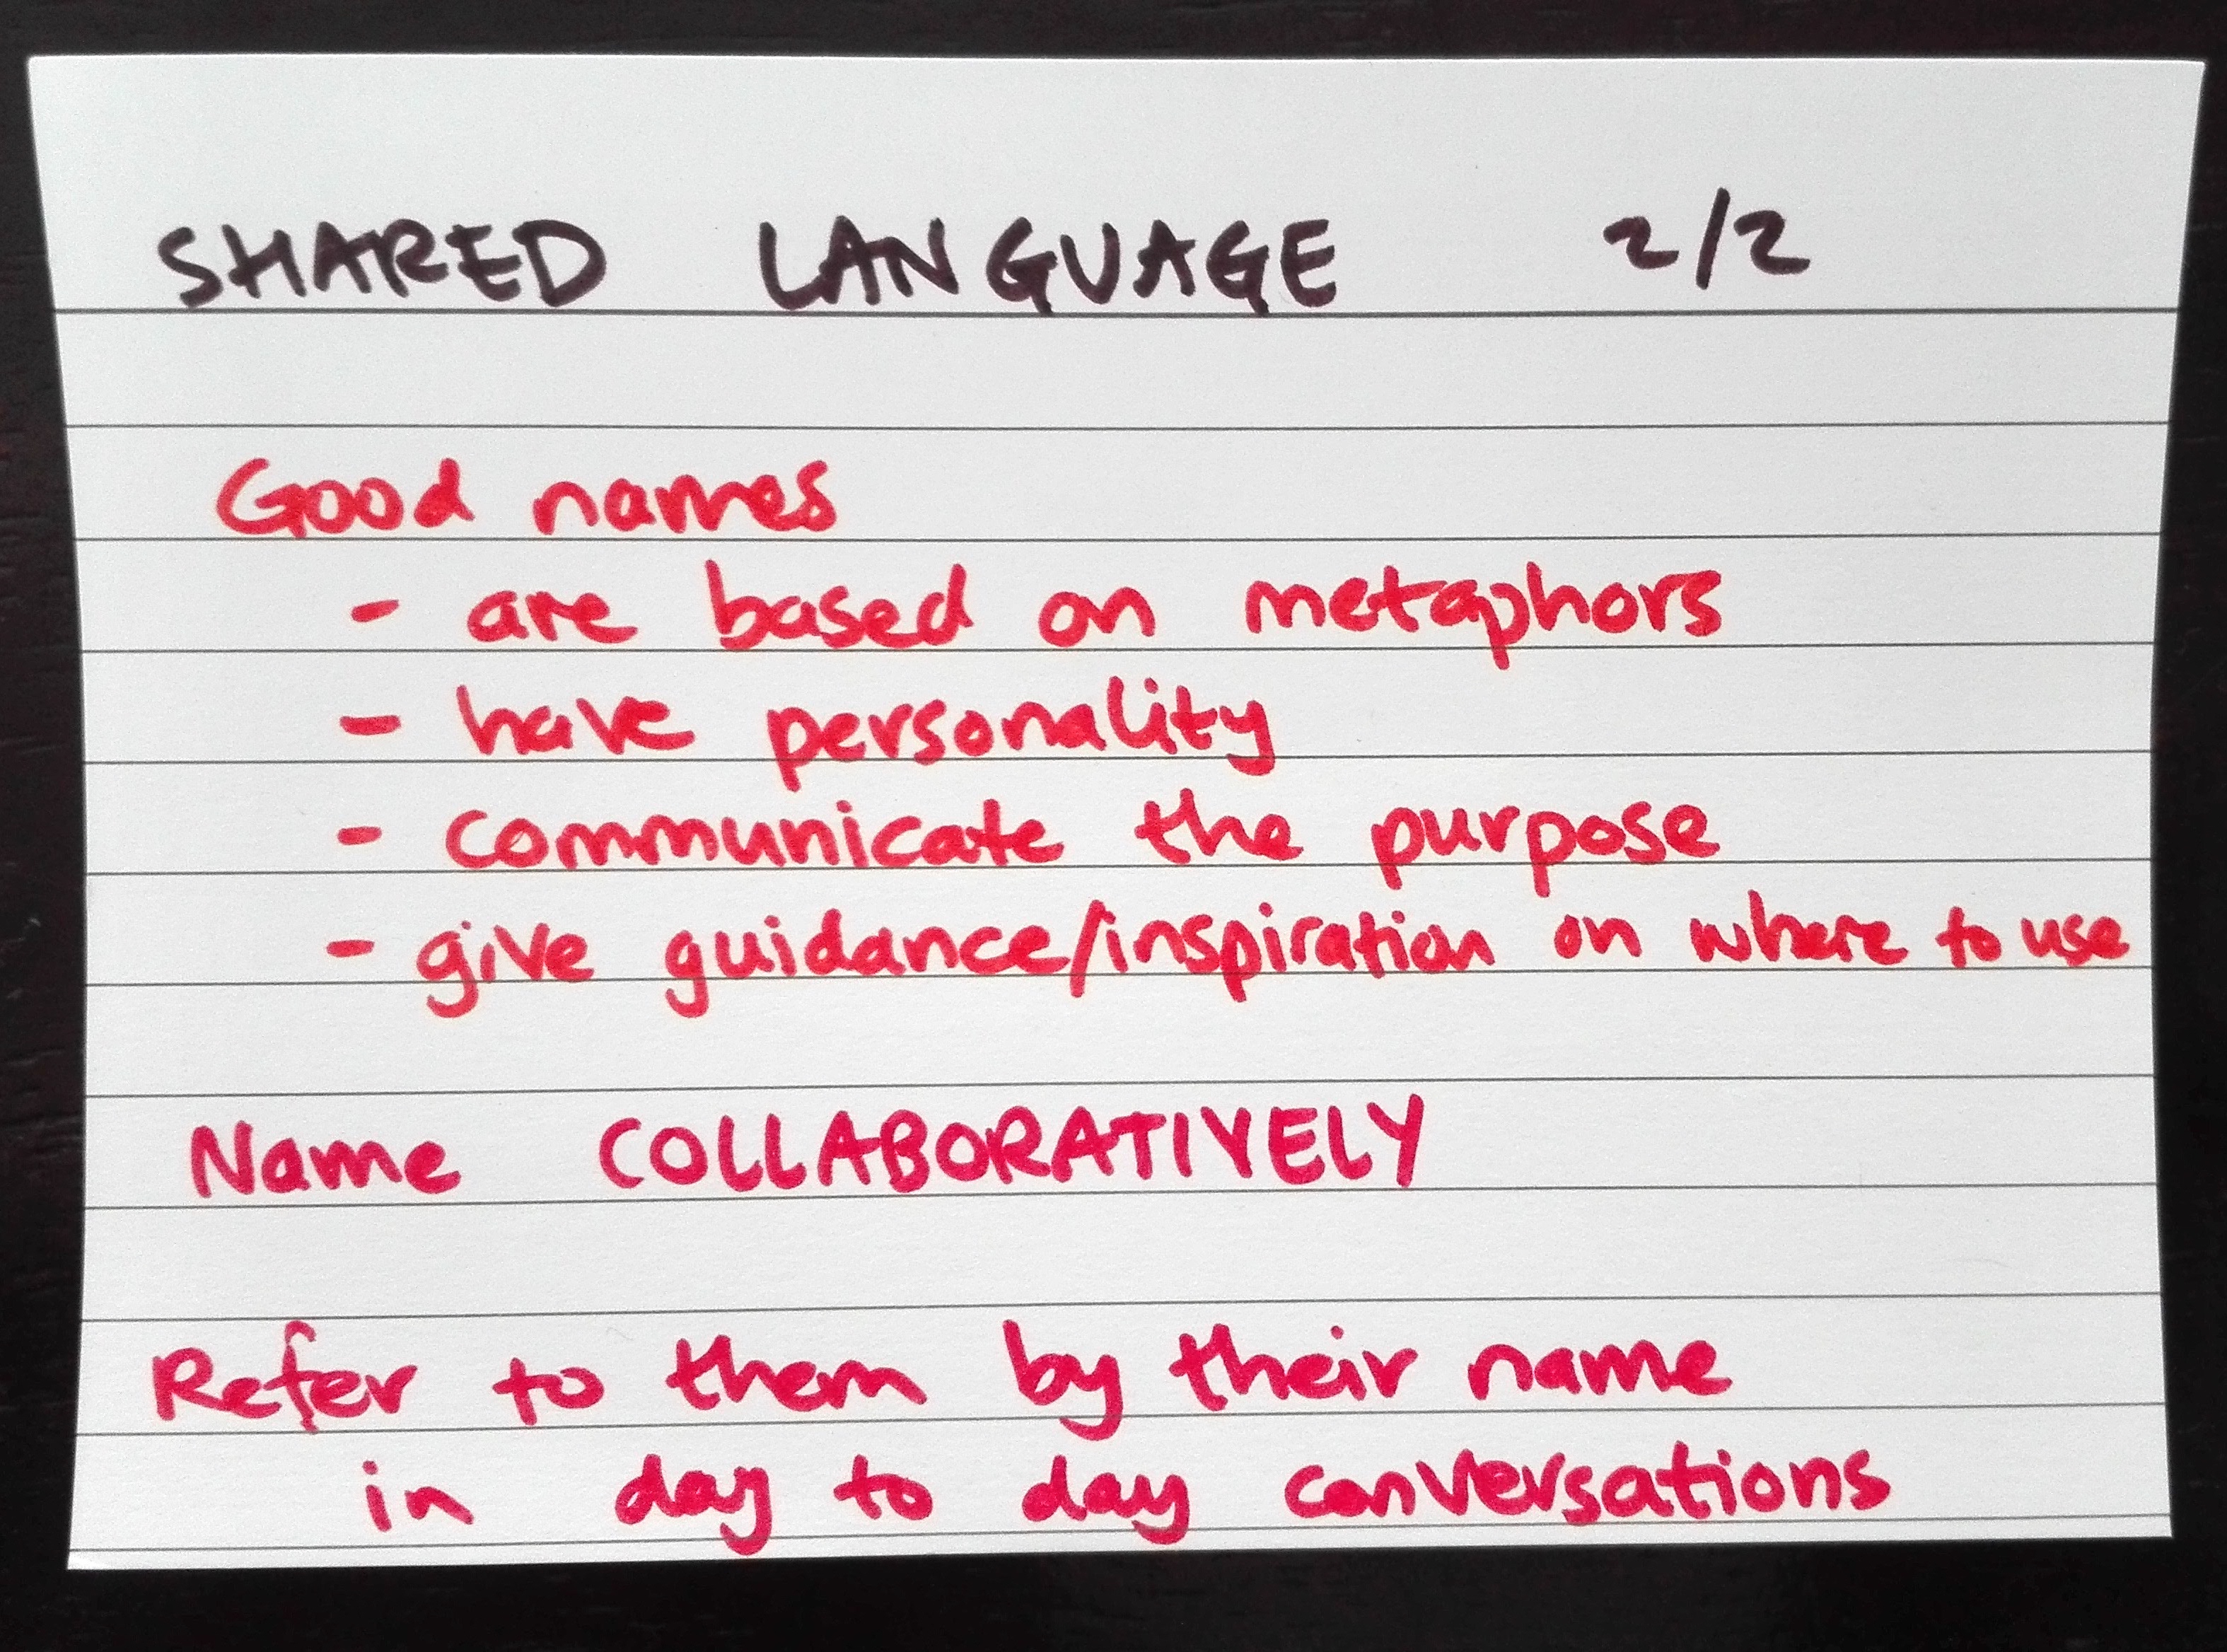 SHARED LANGUAGE 2/2
Good names
- are based on metaphors
- have personality
- communicate the purpose
- give guidance/inspiration on where to use
Name COLLABORATIVELY
Refer to them by their name
in day to day conversations